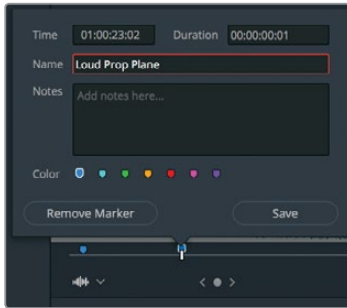 Time 01:00:23:02 Duration 00:00:00:01
Name Loud Prop Plane
Notes Add notes here...
Color
Remove Marker Save